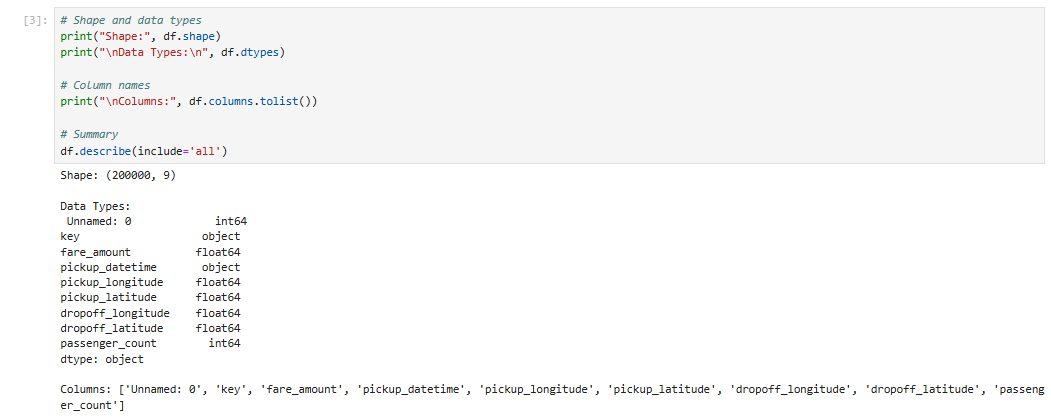 [3]:
# Shape and data types
print("Shape:", df.shape)
print("\nData Types:\n", df.dtypes)
# Column names
print("\nColumns:", df.columns.tolist())
# Summary
df.describe(include='all')
Shape: (200000, 9)
Data Types:
 Unnamed: 0             int64
key                   object
fare_amount          float64
pickup_datetime       object
pickup_longitude     float64
pickup_latitude      float64
dropoff_longitude    float64
dropoff_latitude     float64
passenger_count        int64
dtype: object
Columns: ['Unnamed: 0', 'key', 'fare_amount', 'pickup_datetime', 'pickup_longitude', 'pickup_latitude', 'dropoff_longitude', 'dropoff_latitude', 'passeng
er_count']